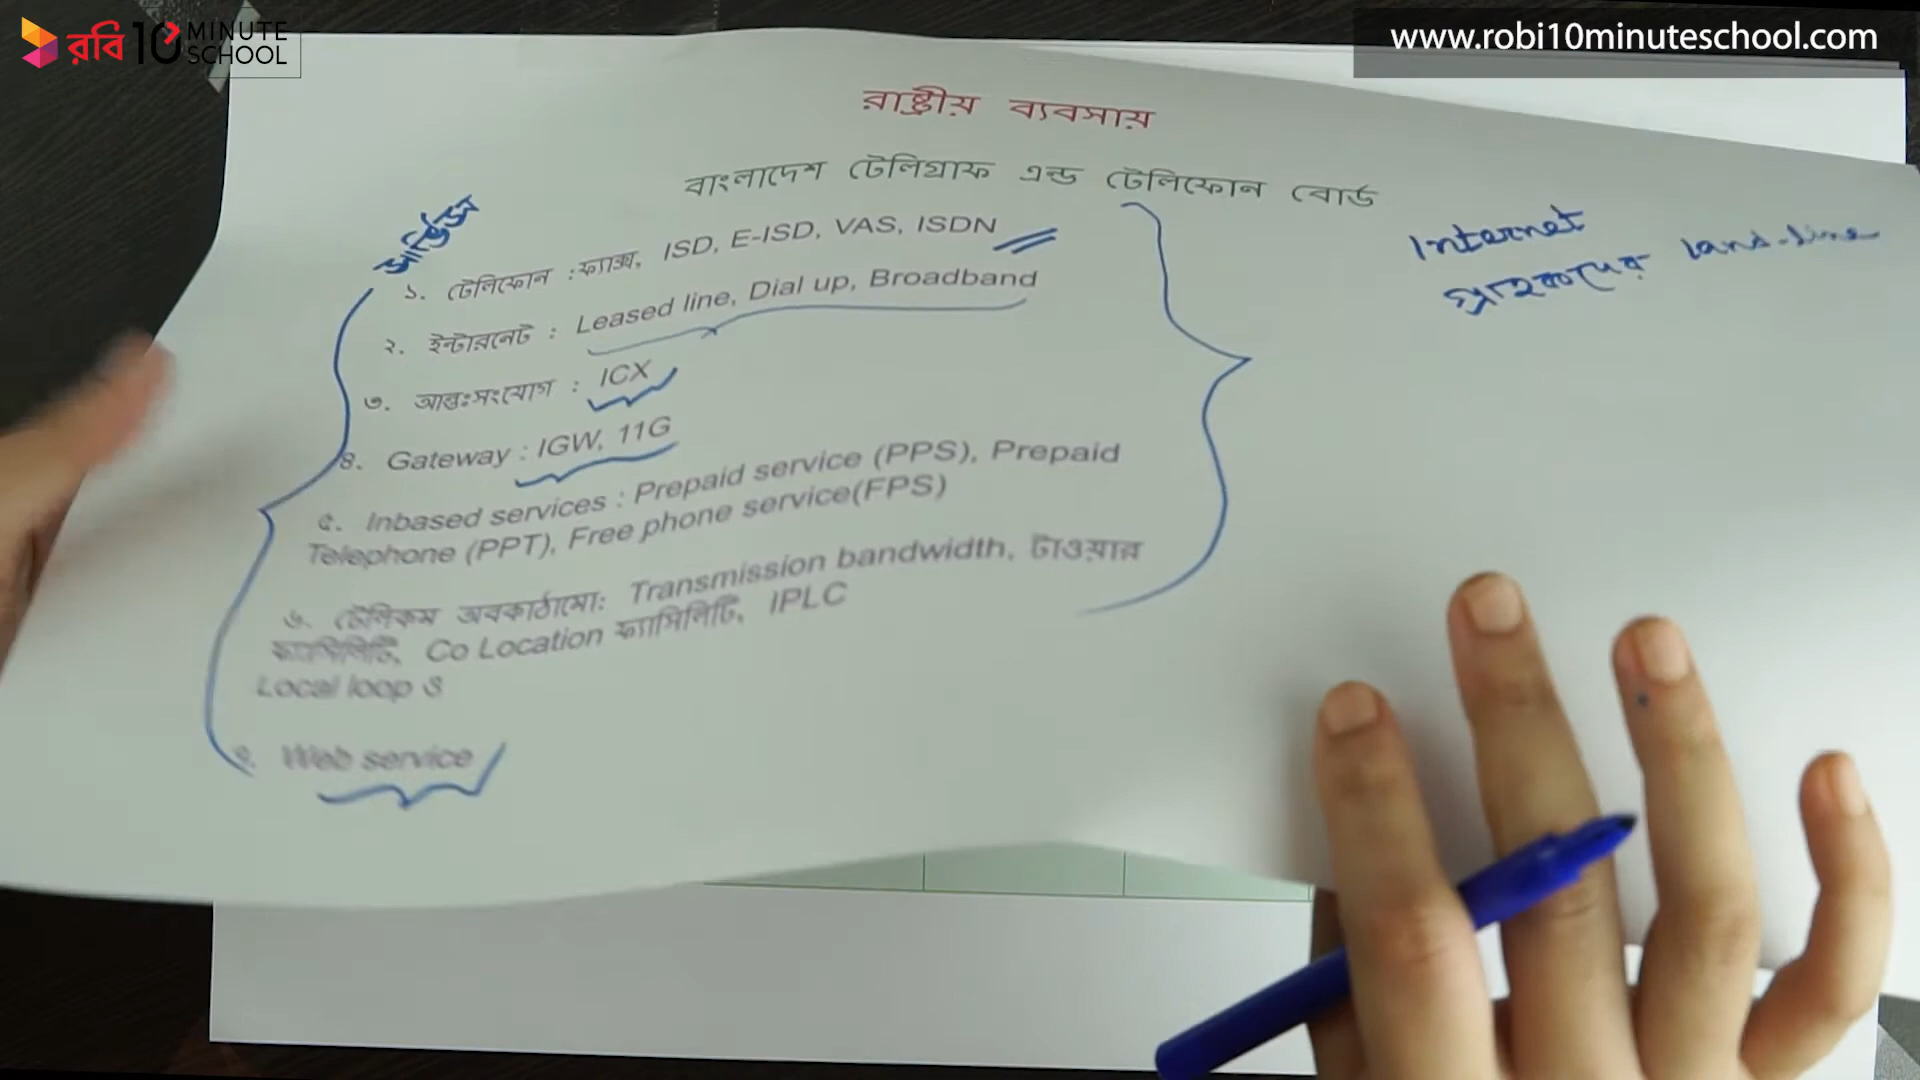 রবি 10 MINUTE SCHOOL
www.robi10minuteschool.com
রাষ্ট্রীয় ব্যবসায়
বাংলাদেশ টেলিগ্রাফ এন্ড টেলিফোন বোর্ড
সার্ভিস
১. টেলিফোন : ফ্যাক্স, ISD, E-ISD, VAS, ISDN
২. ইন্টারনেট : Leased line, Dial up, Broadband
৩. আন্তঃসংযোগ : ICX
৪. Gateway : IGW, 11G
৫. Inbased services : Prepaid service (PPS), Prepaid
Telephone (PPT), Free phone service(FPS)
৬. টেলিকম অবকাঠামো: Transmission bandwidth, টাওয়ার
ফ্যাসিলিটি, Co Location ফ্যাসিলিটি, IPLC
Local loop ও
৭. Web service
Internet
গ্রাহকদের land-line